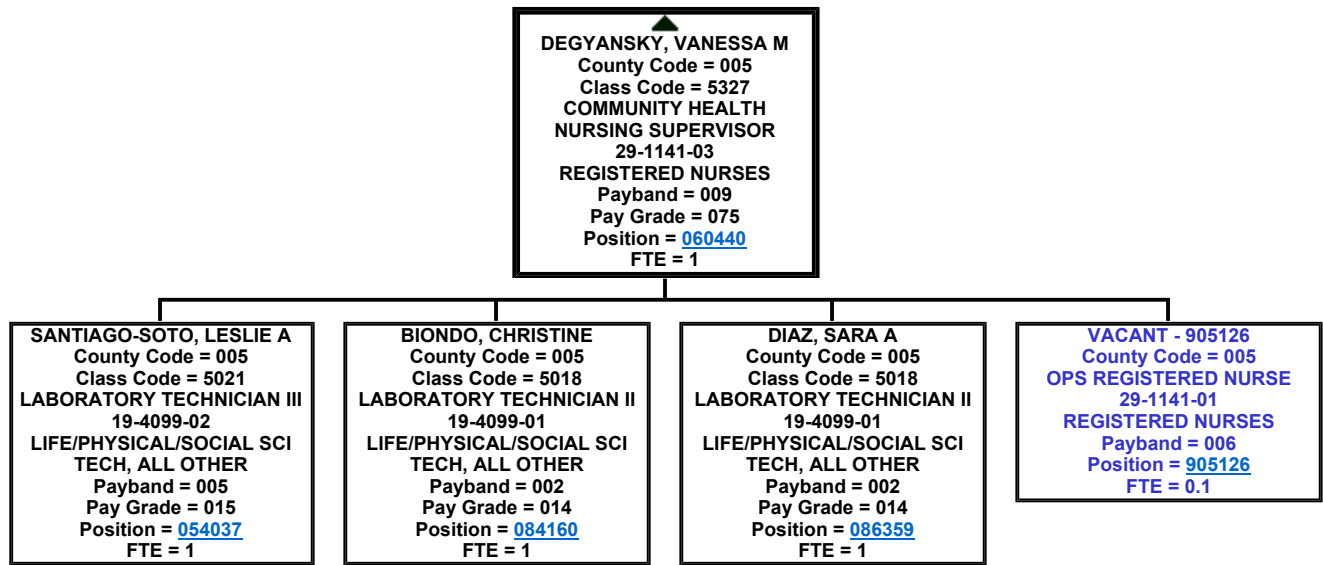 DEGYANSKY, VANESSA M
County Code = 005
Class Code = 5327
COMMUNITY HEALTH
NURSING SUPERVISOR
29-1141-03
REGISTERED NURSES
Payband = 009
Pay Grade = 075
Position = 060440
FTE = 1
SANTIAGO-SOTO, LESLIE A
County Code = 005
Class Code = 5021
LABORATORY TECHNICIAN III
19-4099-02
LIFE/PHYSICAL/SOCIAL SCI
TECH, ALL OTHER
Payband = 005
Pay Grade = 015
Position = 054037
FTE = 1
BIONDO, CHRISTINE
County Code = 005
Class Code = 5018
LABORATORY TECHNICIAN II
19-4099-01
LIFE/PHYSICAL/SOCIAL SCI
TECH, ALL OTHER
Payband = 002
Pay Grade = 014
Position = 084160
FTE = 1
DIAZ, SARA A
County Code = 005
Class Code = 5018
LABORATORY TECHNICIAN II
19-4099-01
LIFE/PHYSICAL/SOCIAL SCI
TECH, ALL OTHER
Payband = 002
Pay Grade = 014
Position = 086359
FTE = 1
VACANT - 905126
County Code = 005
OPS REGISTERED NURSE
29-1141-01
REGISTERED NURSES
Payband = 006
Position = 905126
FTE = 0.1